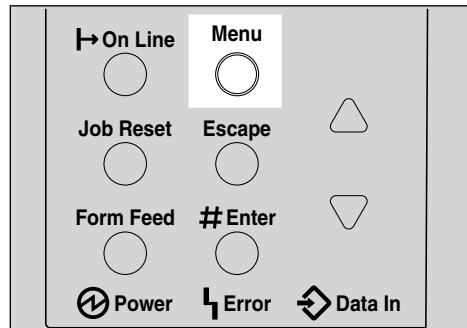 On Line Menu
Job Reset Escape
Form Feed # Enter
Power Error Data In